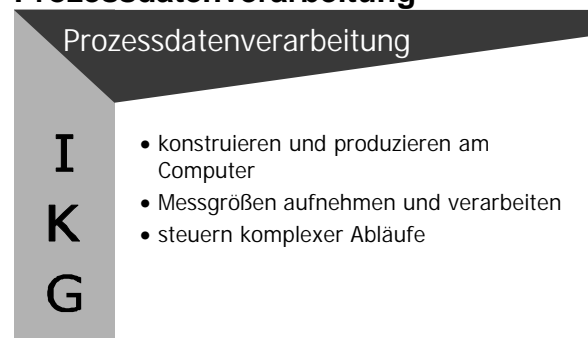 Prozessdatenverarbeitung
Prozessdatenverarbeitung
I
K
G
• konstruieren und produzieren am
Computer
• Messgrößen aufnehmen und verarbeiten
• steuern komplexer Abläufe